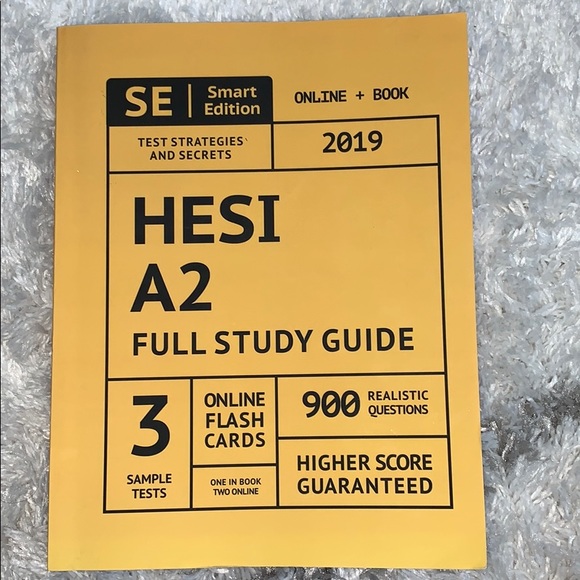 SE | Smart
Edition
ONLINE + BOOK
TEST STRATEGIES
AND SECRETS
2019
HESI
A2
FULL STUDY GUIDE
3
SAMPLE
TESTS
ONLINE
FLASH
CARDS
ONE IN BOOK
TWO ONLINE
900 REALISTIC
QUESTIONS
HIGHER SCORE
GUARANTEED